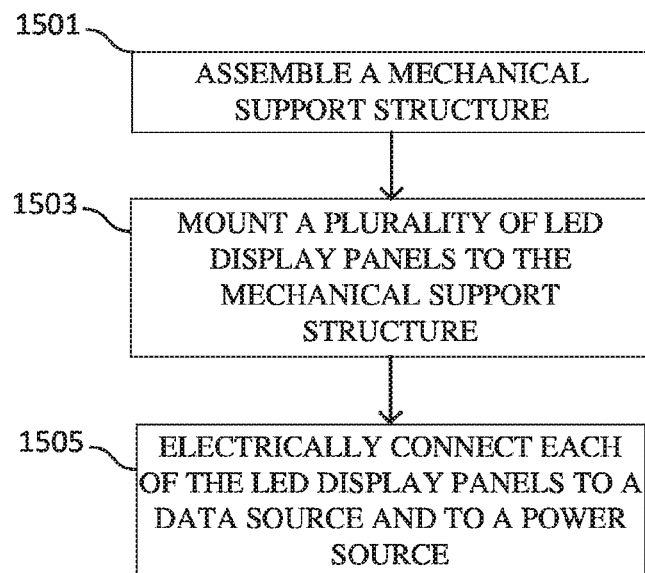 1501
ASSEMBLE A MECHANICAL
SUPPORT STRUCTURE
1503
MOUNT A PLURALITY OF LED
DISPLAY PANELS TO THE
MECHANICAL SUPPORT
STRUCTURE
1505
ELECTRICALLY CONNECT EACH
OF THE LED DISPLAY PANELS TO A
DATA SOURCE AND TO A POWER
SOURCE